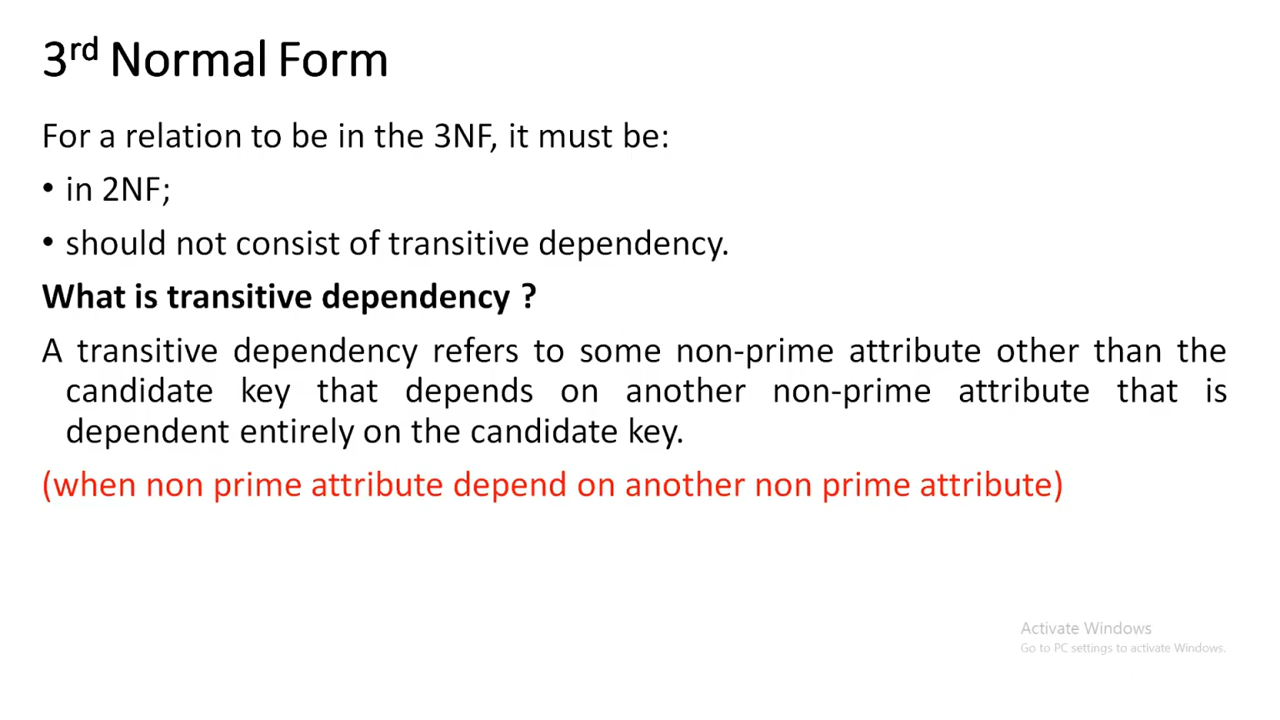 3rd Normal Form
For a relation to be in the 3NF, it must be:
• in 2NF;
• should not consist of transitive dependency.
What is transitive dependency ?
A transitive dependency refers to some non-prime attribute other than the
candidate key that depends on another non-prime attribute that is
dependent entirely on the candidate key.
(when non prime attribute depend on another non prime attribute)
Activate Windows
Go to PC settings to activate Windows.